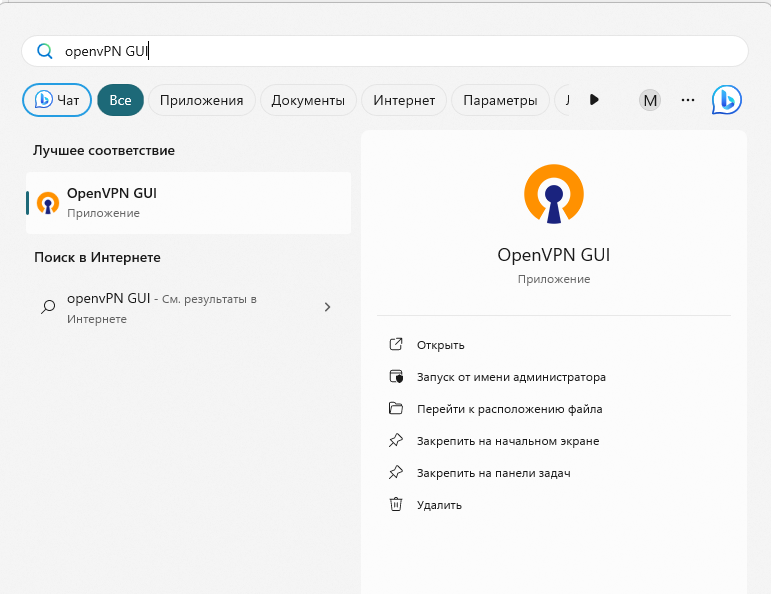 openvPN GUI
Чат
Все
Приложения
Документы
Интернет
Параметры
M
Лучшее соответствие
OpenVPN GUI
Приложение
Поиск в Интернете
openvPN GUI - См. результаты в
Интернете
OpenVPN GUI
Приложение
Открыть
Запуск от имени администратора
Перейти к расположению файла
Закрепить на начальном экране
Закрепить на панели задач
Удалить